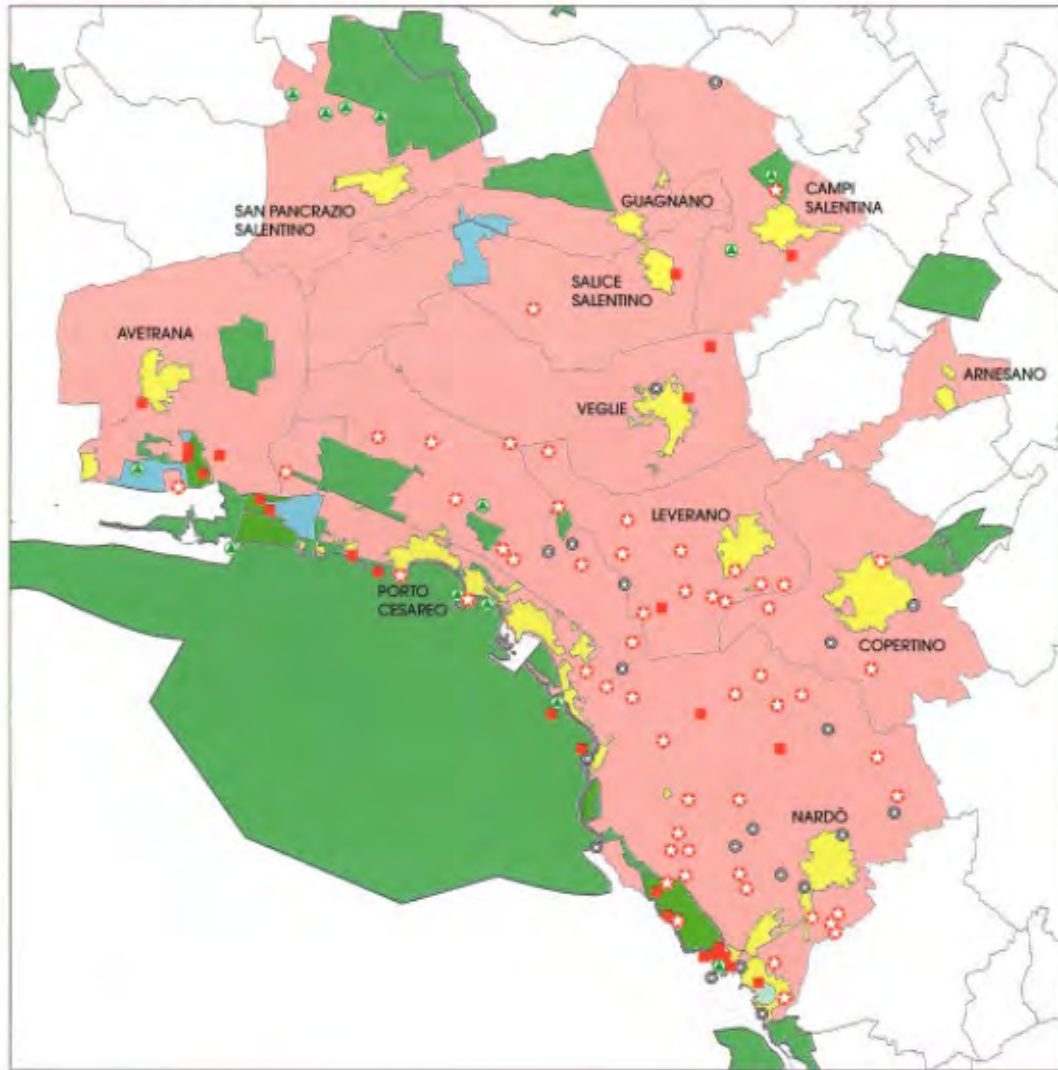 CAMPI
SALENTINA
GUAGNANO
SAN PANCRAZIO
SALENTINO
SALICE
SALENTINO
AVETRANA
ARNESANO
VEGLIE
LEVERANO
PORTO
CESAREO
COPERTINO
NARDÒ